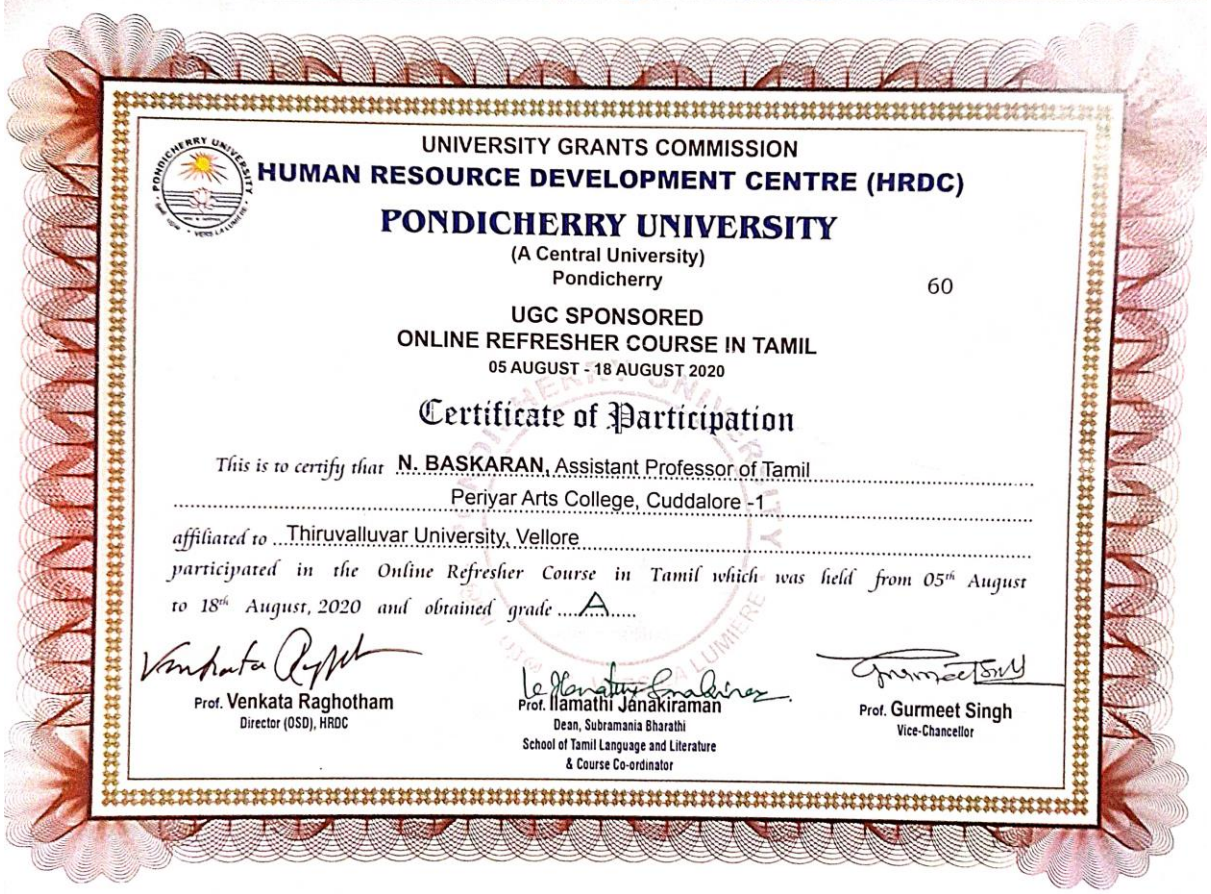 PONDICHERRY UNIVERSITY
VERS LA LUMIERE
UNIVERSITY GRANTS COMMISSION
HUMAN RESOURCE DEVELOPMENT CENTRE (HRDC)
PONDICHERRY UNIVERSITY
(A Central University)
Pondicherry
60
UGC SPONSORED
ONLINE REFRESHER COURSE IN TAMIL
05 AUGUST - 18 AUGUST 2020
Certificate of Participation
This is to certify that N. BASKARAN, Assistant Professor of Tamil
Periyar Arts College, Cuddalore -1
affiliated to Thiruvalluvar University, Vellore
participated in the Online Refresher Course in Tamil which was held from 05th August
to 18th August, 2020 and obtained grade ....A.....
Prof. Venkata Raghotham
Director (OSD), HRDC
Prof. Ilamathi Janakiraman
Dean, Subramania Bharathi
School of Tamil Language and Literature
& Course Co-ordinator
Prof. Gurmeet Singh
Vice-Chancellor